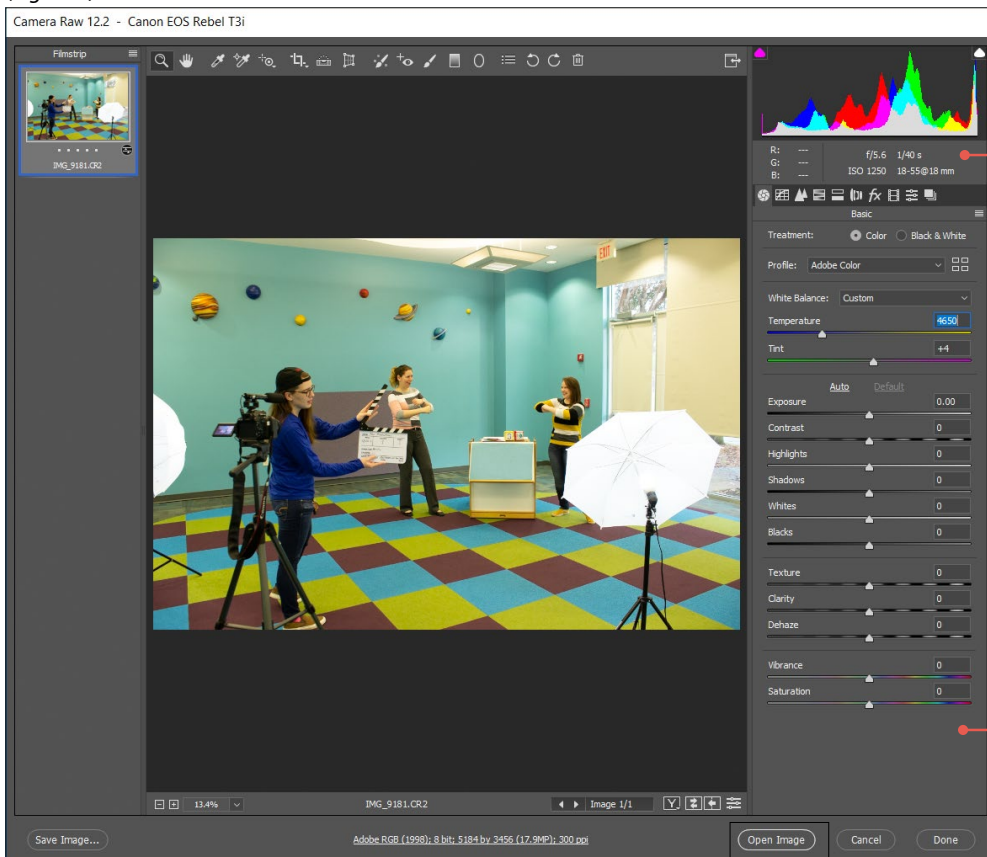 Camera Raw 12.2 - Canon EOS Rebel T3i
Filmstrip
IMG_9181.CR2
R: ---
G: ---
B: ---
f/5.6 1/40 s
ISO 1250 18-55@18 mm
fx
Basic
Treatment: Color Black & White
Profile: Adobe Color
White Balance: Custom
Temperature 4650
Tint +4
Auto Default
Exposure 0.00
Contrast 0
Highlights 0
Shadows 0
Whites 0
Blacks 0
Texture 0
Clarity 0
Dehaze 0
Vibrance 0
Saturation 0
EXIT
13.4%
IMG_9181.CR2
Image 1/1
Y
Save Image...
Adobe RGB (1998); 8 bit; 5184 by 3456 (17.9MP); 300 ppi
Open Image
Cancel
Done